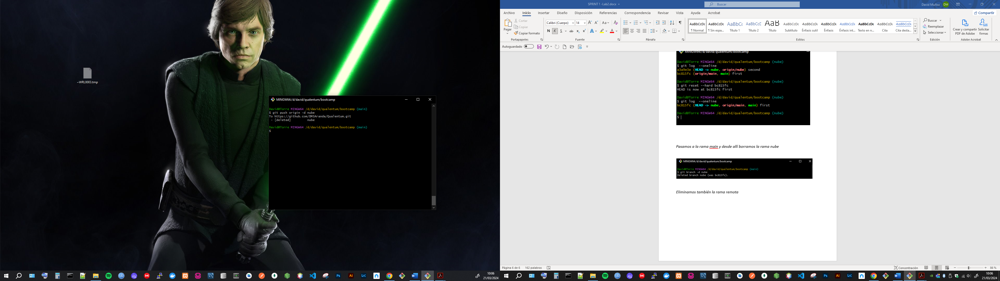 ~WRL0003.tmp
MINGW64:/d/david/qualentum/bootcamp
David@Torre MINGW64 /d/david/qualentum/bootcamp (main)
$ git push origin -d nube
To https://github.com/DMSAranda/Qualentum.git
 - [deleted]         nube
David@Torre MINGW64 /d/david/qualentum/bootcamp (main)
$
10:06
21/03/2024
SPRINT 1 -Lab2.docx
Buscar
David Muñoz
DM
Archivo Inicio Insertar Diseño Disposición Referencias Correspondencia Revisar Vista Ayuda Acrobat
Compartir
Pegar
Cortar
Copiar
Copiar formato
Portapapeles
Calibri (Cuerpo) 14
N K S ab x₂ x²
Fuente
Párrafo
AaBbCcDc AaBbCcDc AaBbCc AaBbCcD AaB AaBbCcDc AaBbCcDc AaBbCcDc AaBbCcDc AaBbCcDc AaBbCcDc AaBbCcDc
¶ Normal ¶ Sin espa... Título 1 Título 2 Título Subtítulo Énfasis sutil Énfasis Énfasis int... Texto en n... Cita Cita desta...
Estilos
Buscar
Reemplazar
Seleccionar
Edición
Crear y compartir PDF de Adobe
Solicitar firmas
Adobe Acrobat
Autoguardado
MINGW64:/d/david/qualentum/bootcamp
David@Torre MINGW64 /d/david/qualentum/bootcamp (nube)
$ git log  --oneline
a3a9e3e (HEAD -> nube, origin/nube) second
bc815fc (origin/main, main) first
David@Torre MINGW64 /d/david/qualentum/bootcamp (nube)
$ git reset --hard bc815fc
HEAD is now at bc815fc first
David@Torre MINGW64 /d/david/qualentum/bootcamp (nube)
$ git log  --oneline
bc815fc (HEAD -> nube, origin/main, main) first
David@Torre MINGW64 /d/david/qualentum/bootcamp (nube)
$
Pasamos a la rama main y desde allí borramos la rama nube
MINGW64:/d/david/qualentum/bootcamp
David@Torre MINGW64 /d/david/qualentum/bootcamp (main)
$ git branch -d nube
Deleted branch nube (was bc815fc).
Eliminamos también la rama remota
Página 6 de 6
162 palabras
Concentración
86 %
10:06
21/03/2024